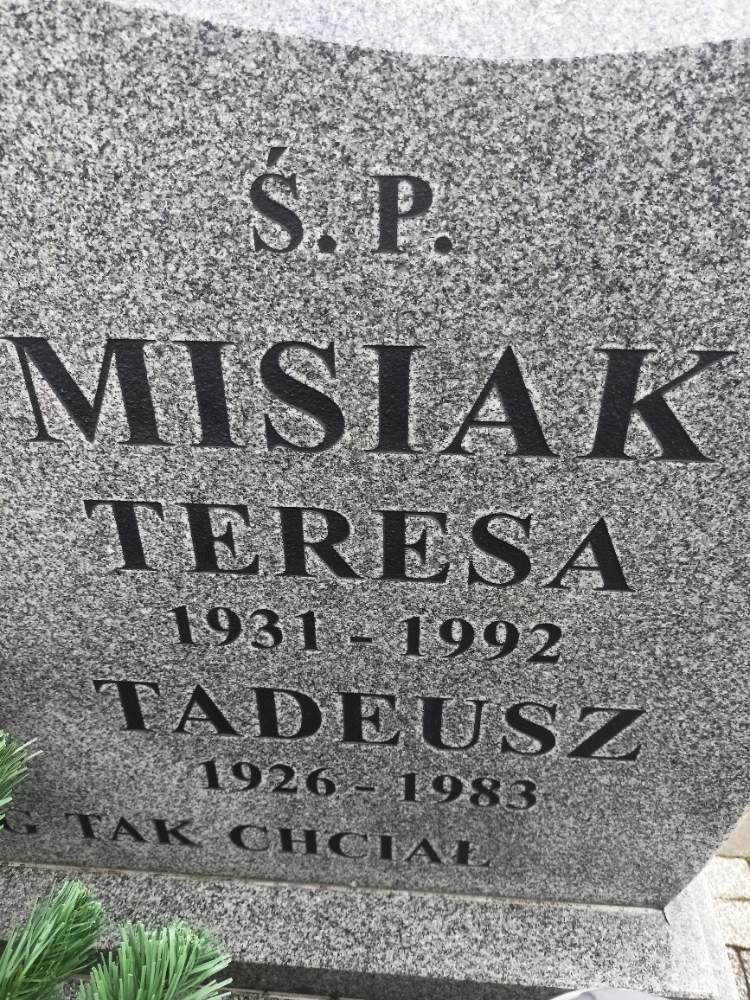 Ś. P.
MISIAK
TERESA
1931 - 1992
TADEUSZ
1926 - 1983
TAK CHCIAŁ